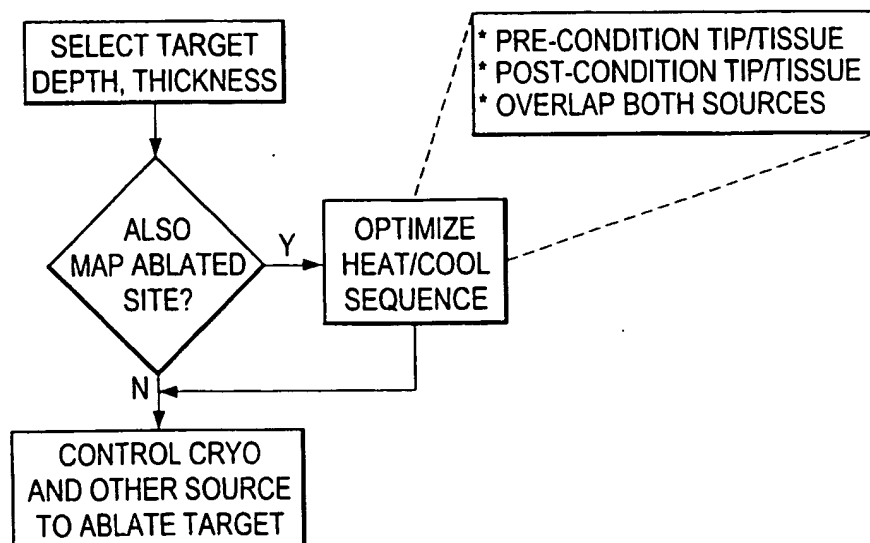 SELECT TARGET
DEPTH, THICKNESS
* PRE-CONDITION TIP/TISSUE
* POST-CONDITION TIP/TISSUE
* OVERLAP BOTH SOURCES
ALSO
MAP ABLATED
SITE?
Y
OPTIMIZE
HEAT/COOL
SEQUENCE
N
CONTROL CRYO
AND OTHER SOURCE
TO ABLATE TARGET